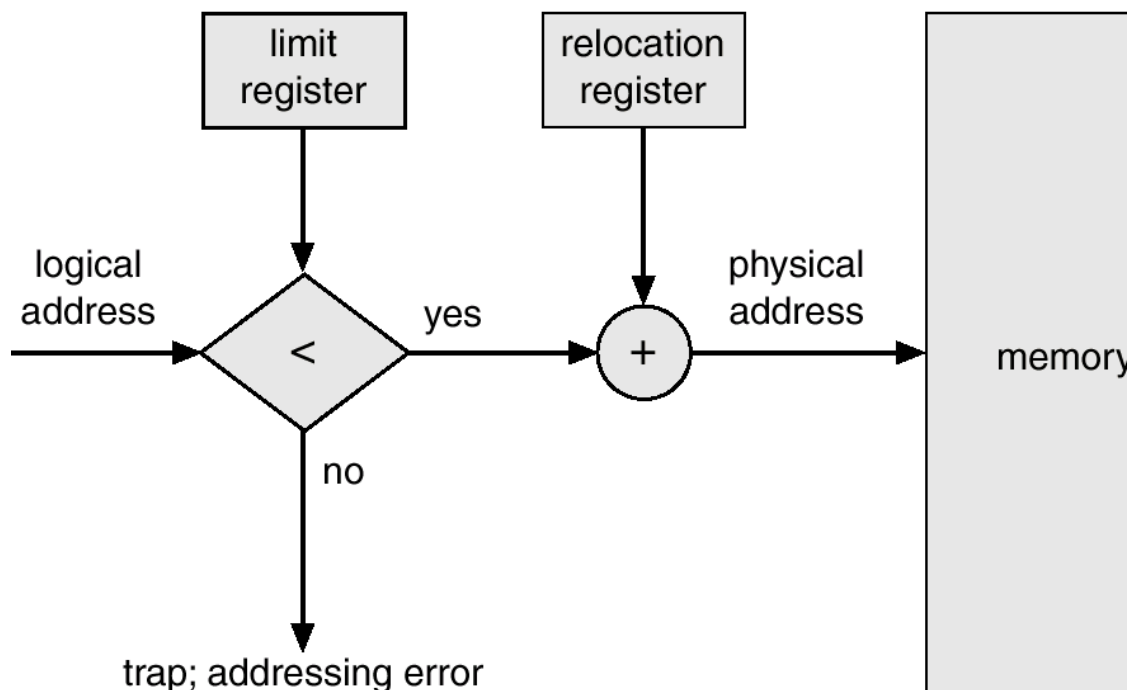 limit
register
relocation
register
logical
address
<
yes
+
physical
address
memory
no
trap; addressing error